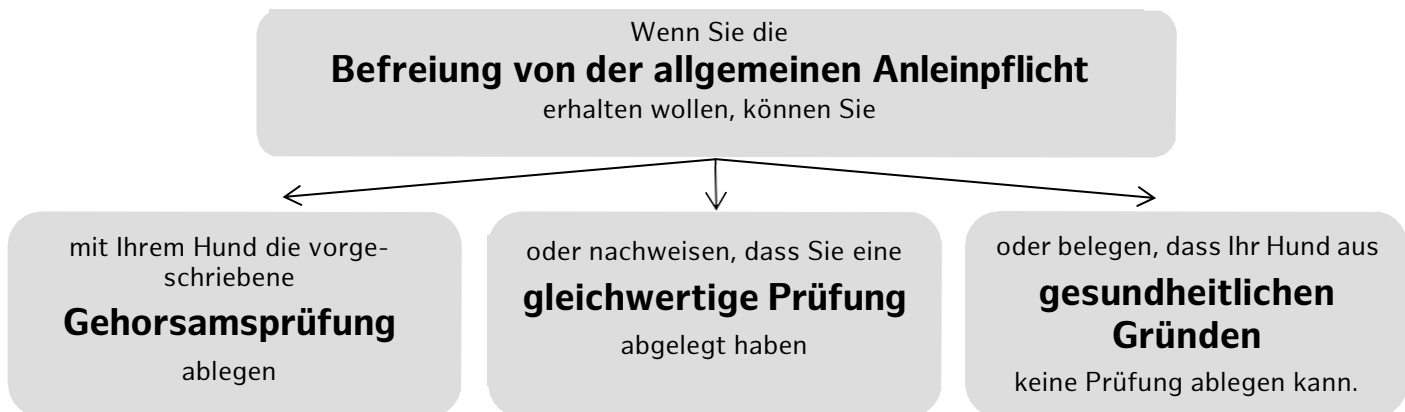 Wenn Sie die
Befreiung von der allgemeinen Anleinpflicht
erhalten wollen, können Sie
mit Ihrem Hund die vorge-
schriebene
Gehorsamsprüfung
ablegen
oder nachweisen, dass Sie eine
gleichwertige Prüfung
abgelegt haben
oder belegen, dass Ihr Hund aus
gesundheitlichen
Gründen
keine Prüfung ablegen kann.